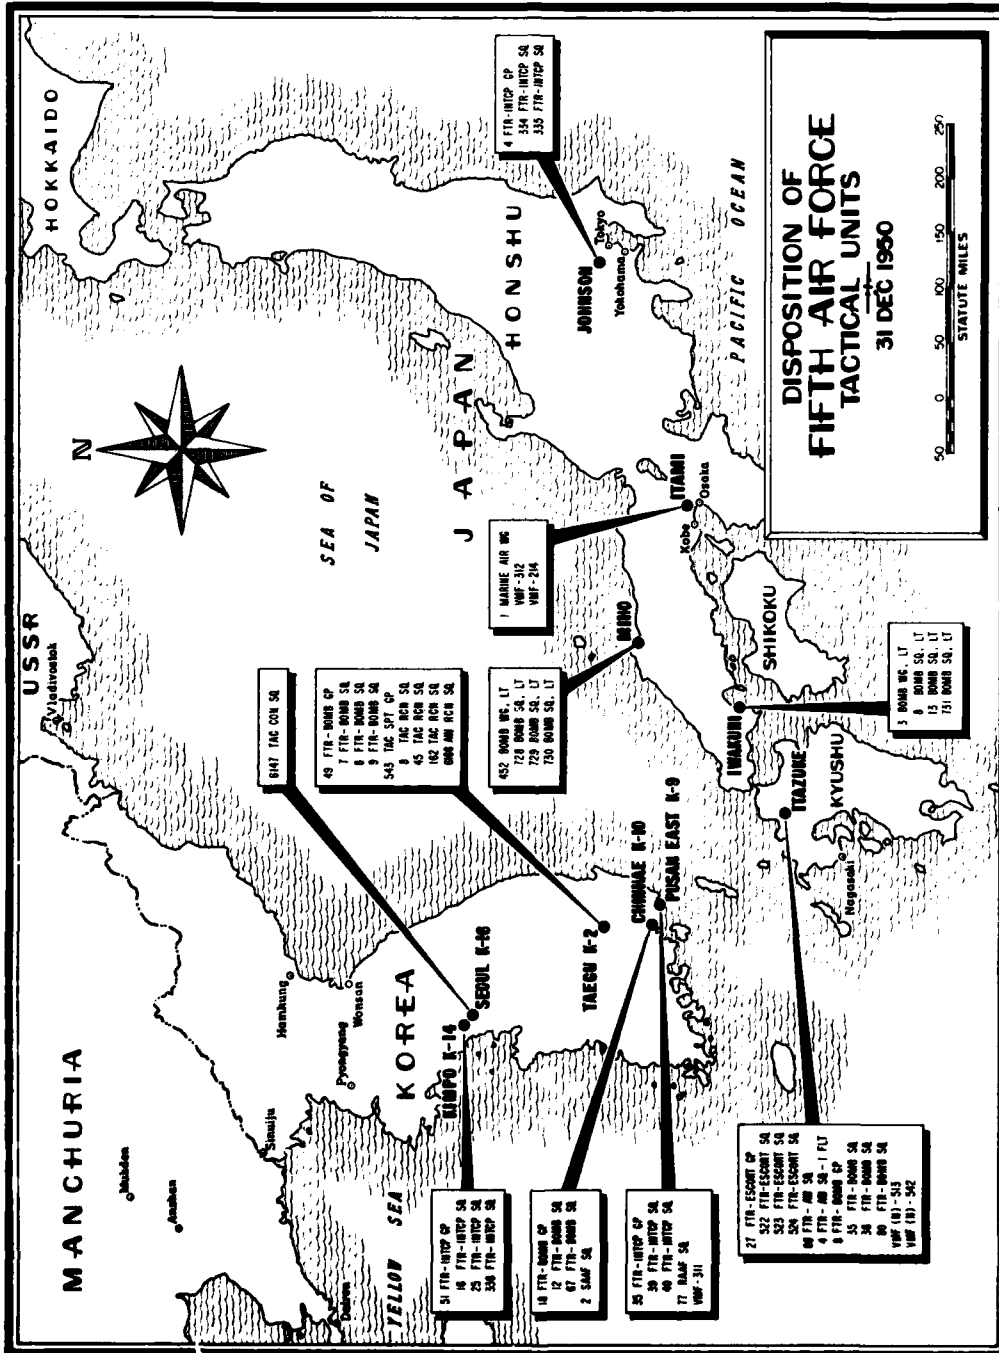 DISPOSITION OF
FIFTH AIR FORCE
TACTICAL UNITS
31 DEC 1950
50 0 50 100 150 200 250
STATUTE MILES
N
MANCHURIA
USSR
HOKKAIDO
Mukden
Anshan
Vladivostok
Sinuiju
Dairen
Hamhung
Wonsan
Pyongyang
KOREA
YELLOW SEA
SEA OF
JAPAN
JAPAN
HONSHU
PACIFIC OCEAN
SHIKOKU
KYUSHU
Nagasaki
Tokyo
Yokohama
Kobe
Osaka
KIMPO K-14
SEOUL K-16
TAEGU K-2
CHINHAE K-10
PUSAN EAST K-9
ITAZUKE
IWAKUNI
MIHO
ITAMI
JOHNSON
4 FTR-INTCP GP
334 FTR-INTCP SQ
335 FTR-INTCP SQ
1 MARINE AIR WG
VMF-312
VMF-214
6147 TAC CON SQ
49 FTR-BOMB GP
7 FTR-BOMB SQ
8 FTR-BOMB SQ
9 FTR-BOMB SQ
543 TAC SPT GP
8 TAC RCN SQ
45 TAC RCN SQ
162 TAC RCN SQ
RCN SQ
452 BOMB WG. LT
728 BOMB SQ. LT
729 BOMB SQ. LT
730 BOMB SQ. LT
3 BOMB WG. LT
8 BOMB SQ. LT
13 BOMB SQ. LT
731 BOMB SQ. LT
51 FTR-INTCP GP
16 FTR-INTCP SQ
25 FTR-INTCP SQ
FTR-INTCP SQ
18 FTR-BOMB GP
12 FTR-BOMB SQ
67 FTR-BOMB SQ
2 SAAF SQ
35 FTR-INTCP GP
39 FTR-INTCP SQ
40 FTR-INTCP SQ
77 RAAF SQ
VMF-311
27 FTR-ESCORT GP
522 FTR-ESCORT SQ
523 FTR-ESCORT SQ
524 FTR-ESCORT SQ
FTR-AW SQ
4 FTR-AW SQ-1 FLT
8 FTR-BOMB GP
35 FTR-BOMB SQ
36 FTR-BOMB SQ
80 FTR-BOMB SQ
VMF (N)-513
VMF (N)-542